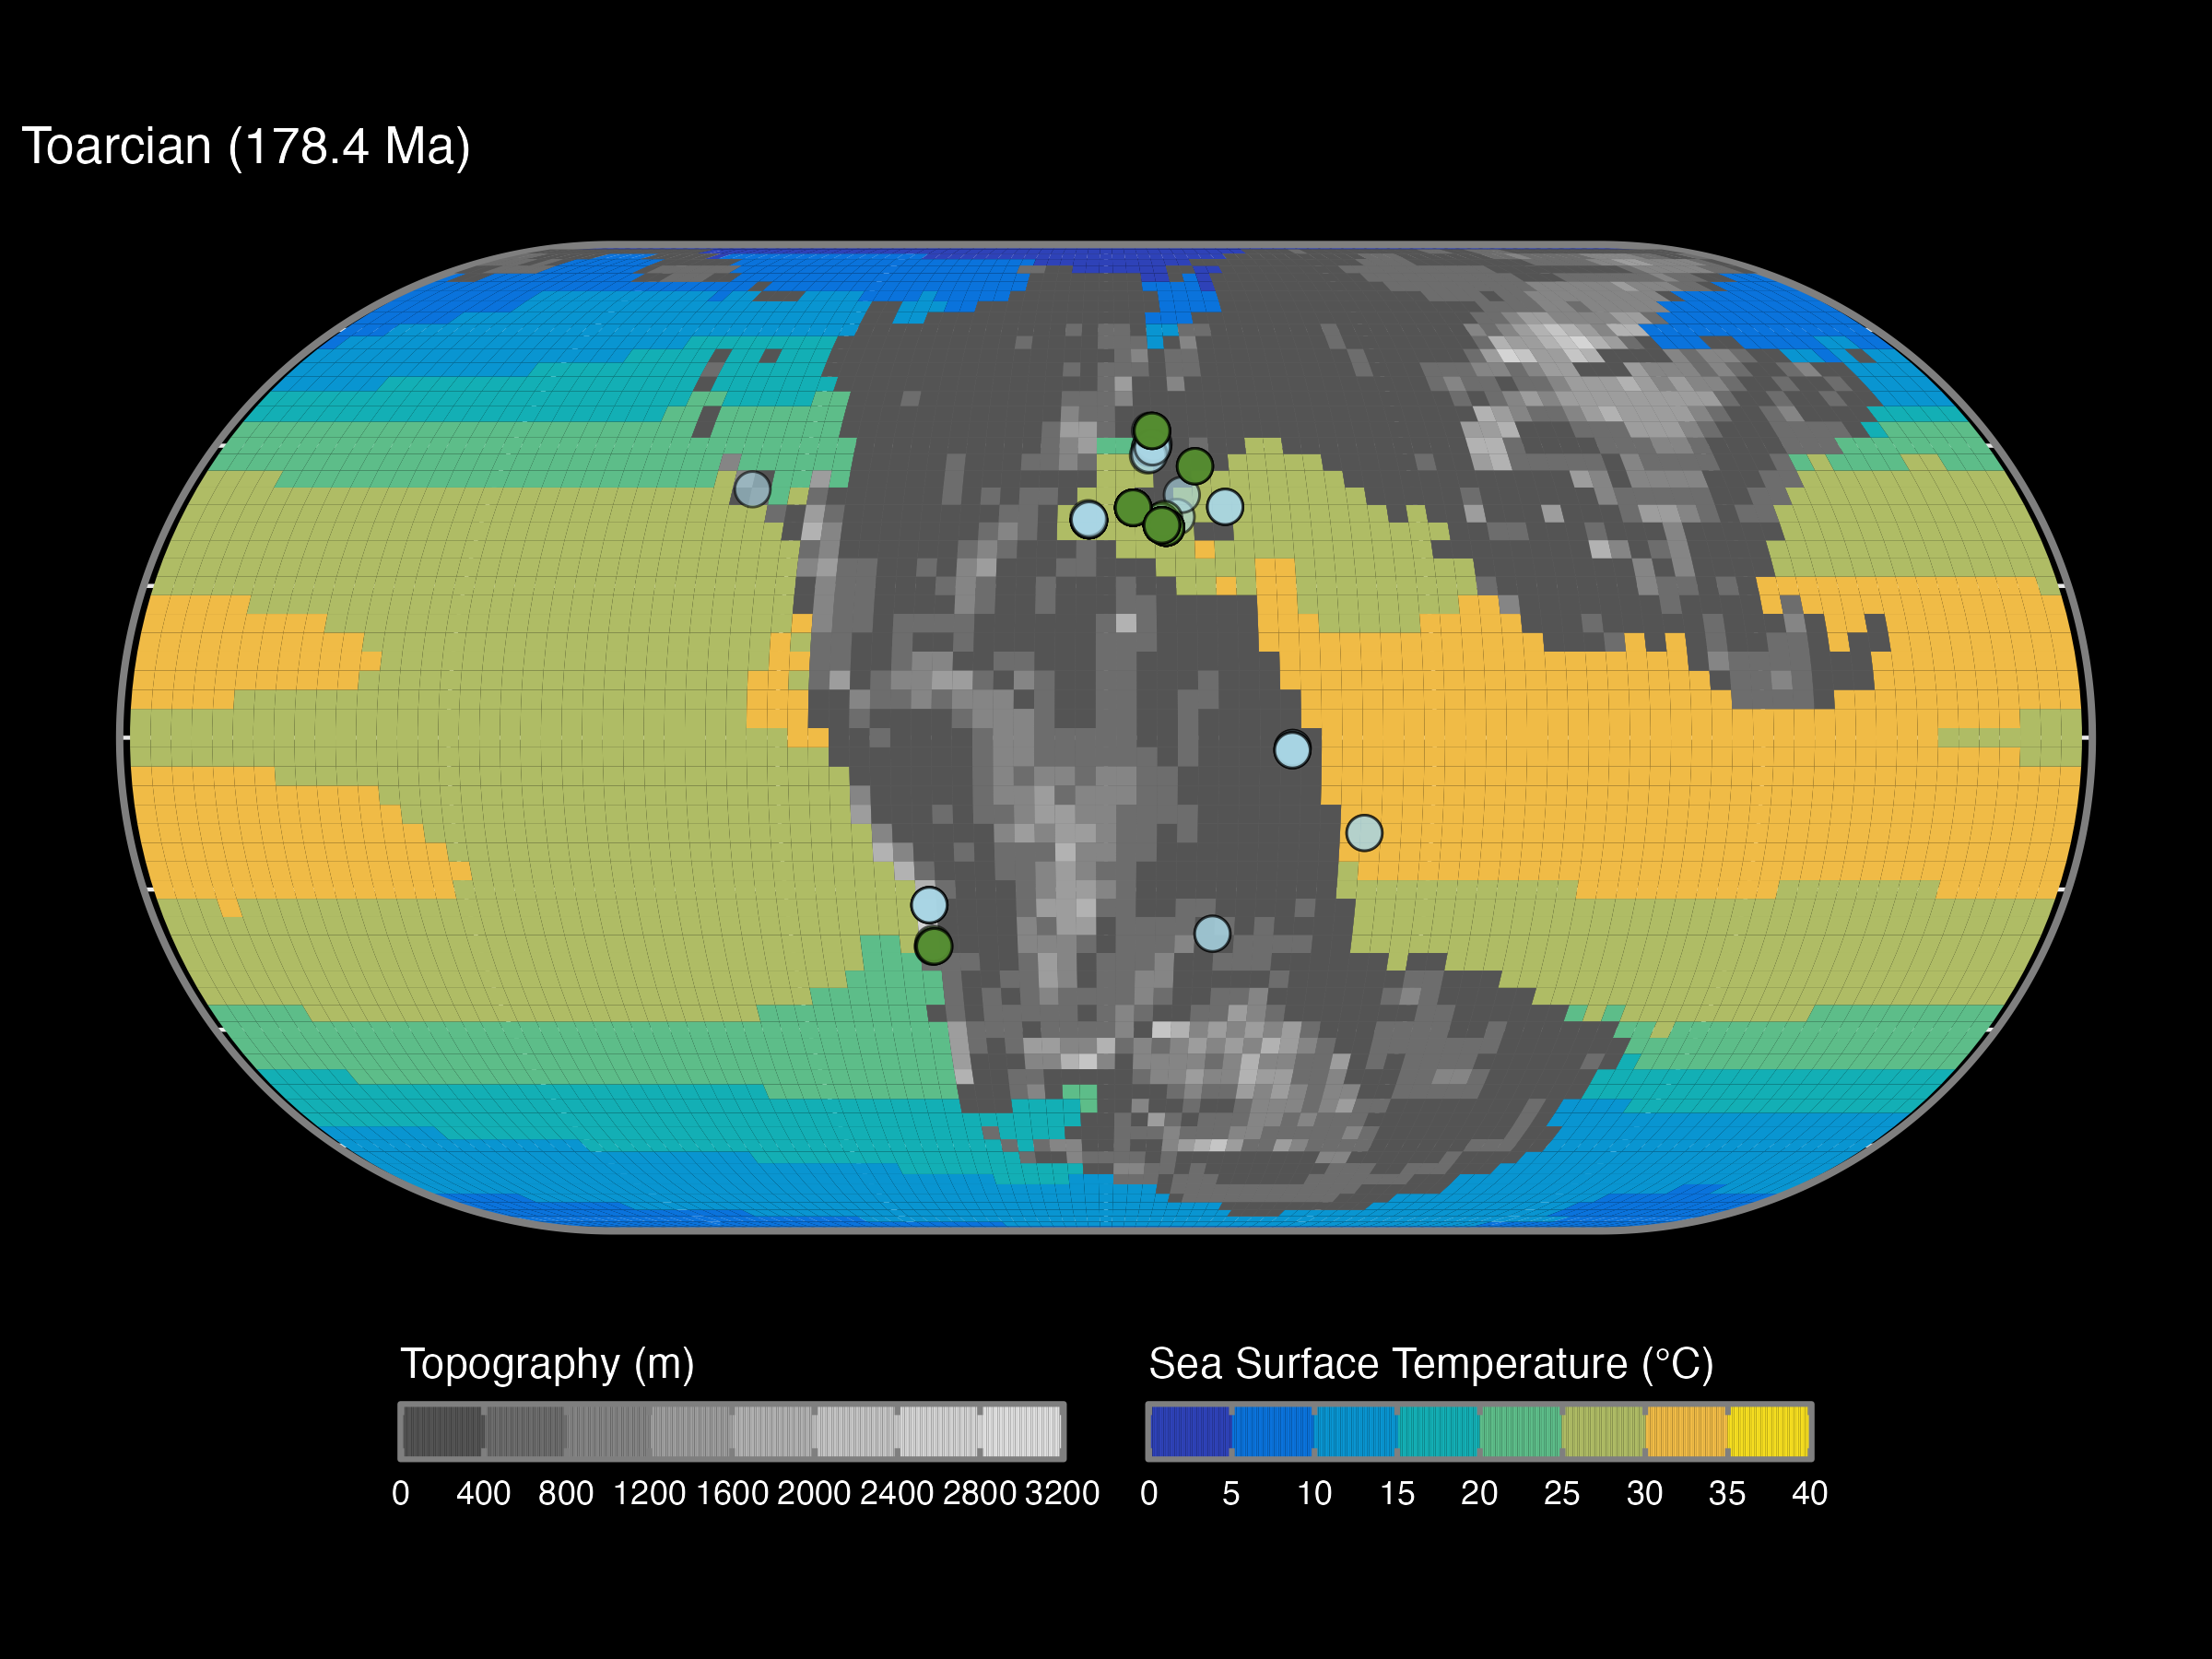 Toarcian (178.4 Ma)
Topography (m)
0 400 800 1200 1600 2000 2400 2800 3200
Sea Surface Temperature (°C)
0 5 10 15 20 25 30 35 40